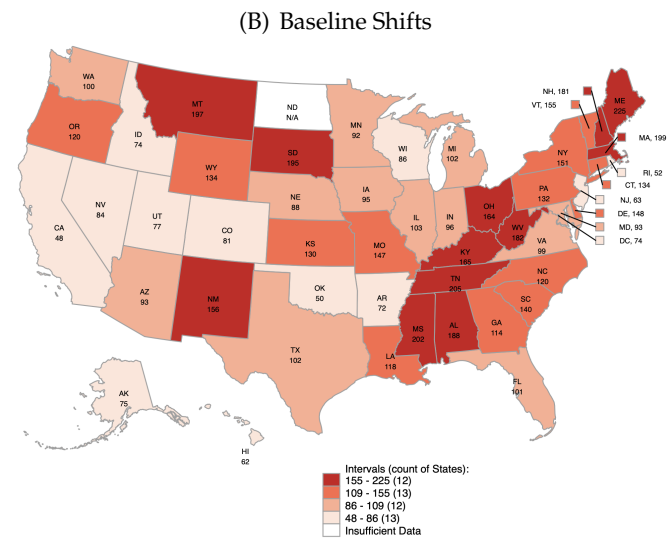 (B) Baseline Shifts
WA
100
OR
120
CA
48
NV
84
ID
74
MT
197
WY
134
UT
77
CO
81
AZ
93
NM
156
ND
N/A
SD
195
NE
88
KS
130
OK
50
TX
102
MN
92
IA
95
MO
147
AR
72
LA
118
WI
86
IL
103
MI
102
IN
96
OH
164
KY
165
TN
205
MS
202
AL
188
GA
114
FL
101
SC
140
NC
120
VA
99
WV
182
PA
132
NY
151
VT, 155
NH, 181
ME
225
MA, 199
RI, 52
CT, 134
NJ, 63
DE, 148
MD, 93
DC, 74
AK
75
HI
62
Intervals (count of States):
155 - 225 (12)
109 - 155 (13)
86 - 109 (12)
48 - 86 (13)
Insufficient Data